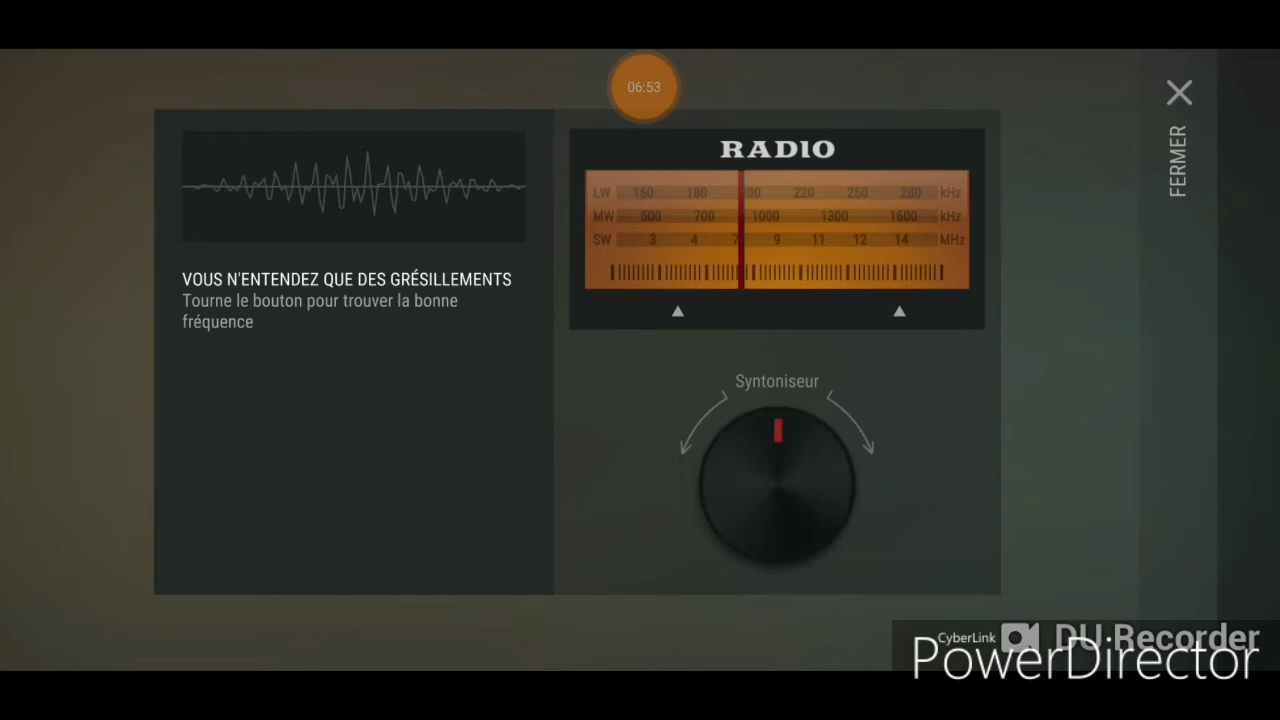 06:53
FERMER
RADIO
LW 160 180 200 220 250 280 kHz
MW 500 700 1000 1300 1600 kHz
SW 3 4 7 9 11 12 14 MHz
VOUS N'ENTENDEZ QUE DES GRÉSILLEMENTS
Tourne le bouton pour trouver la bonne
fréquence
Syntoniseur
DU Recorder
CyberLink
PowerDirector